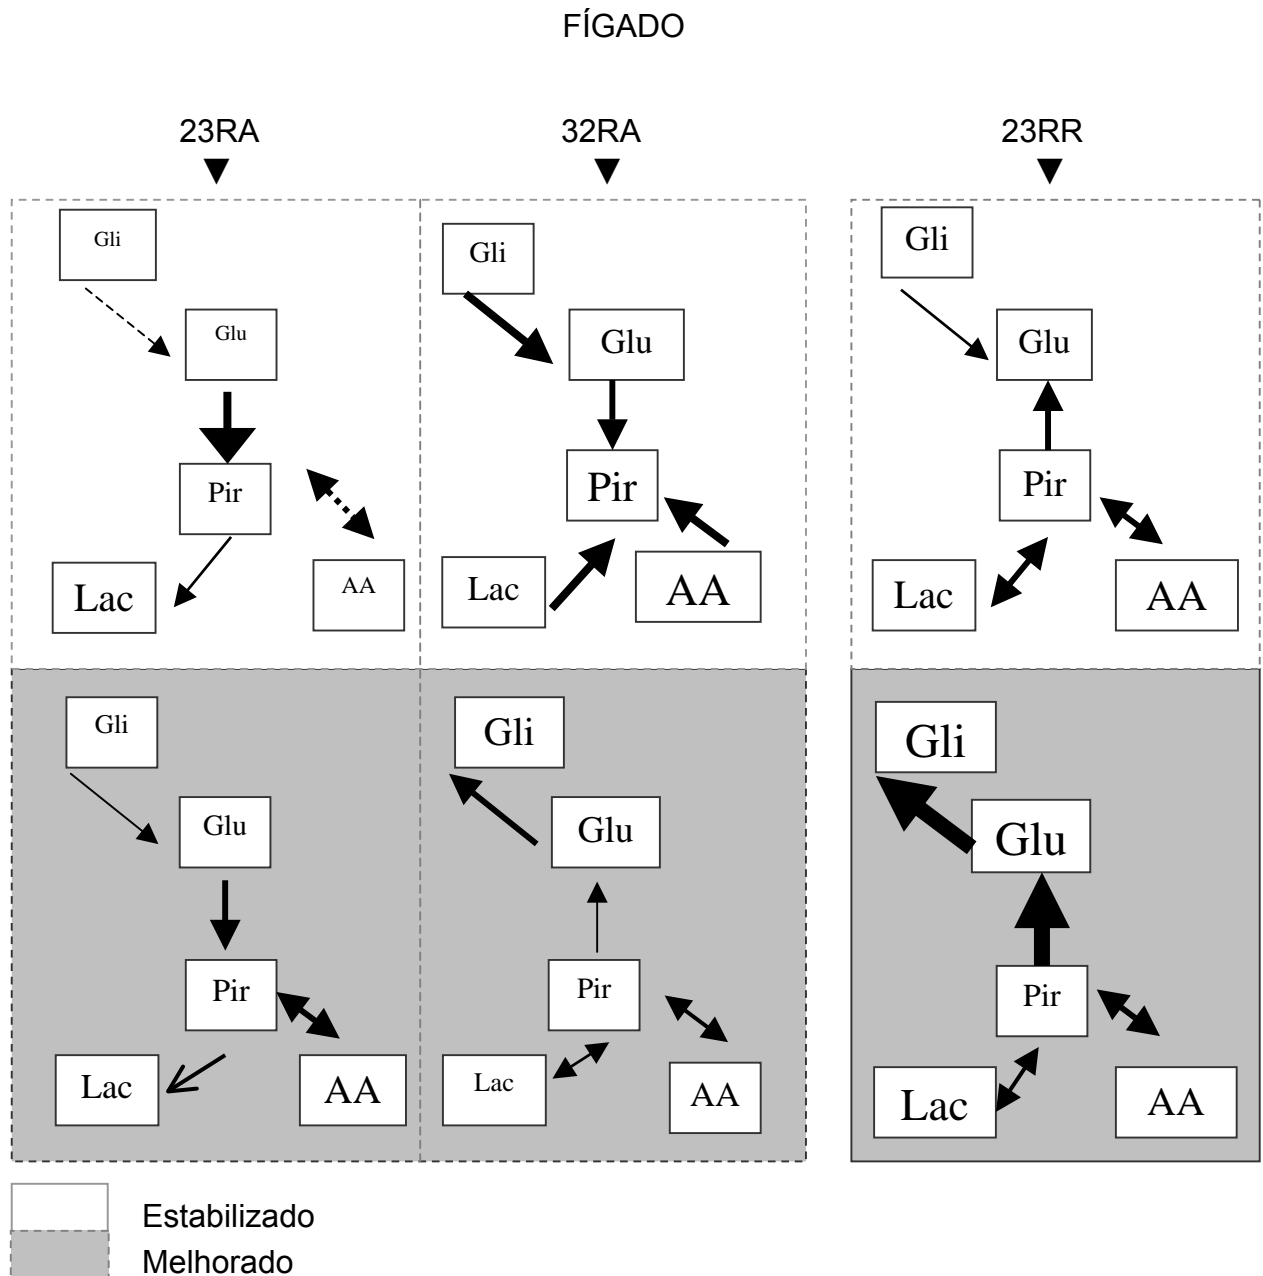 FÍGADO
23RA
32RA
23RR
Gli
Glu
Pir
Lac
AA
Gli
Glu
Pir
Lac
AA
Gli
Glu
Pir
Lac
AA
Gli
Glu
Pir
Lac
AA
Gli
Glu
Pir
Lac
AA
Gli
Glu
Pir
Lac
AA
Estabilizado
Melhorado